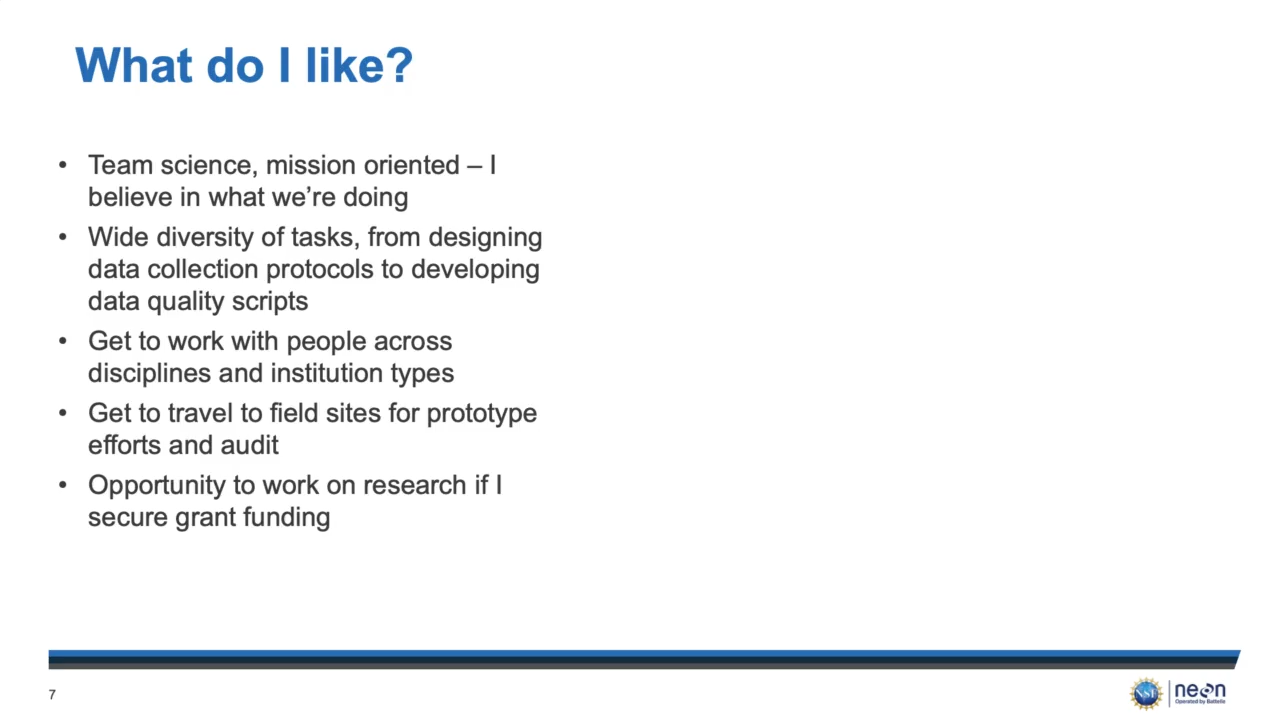 What do I like?
• Team science, mission oriented – I
believe in what we’re doing
• Wide diversity of tasks, from designing
data collection protocols to developing
data quality scripts
• Get to work with people across
disciplines and institution types
• Get to travel to field sites for prototype
efforts and audit
• Opportunity to work on research if I
secure grant funding
7
NSF
neon
Operated by Battelle